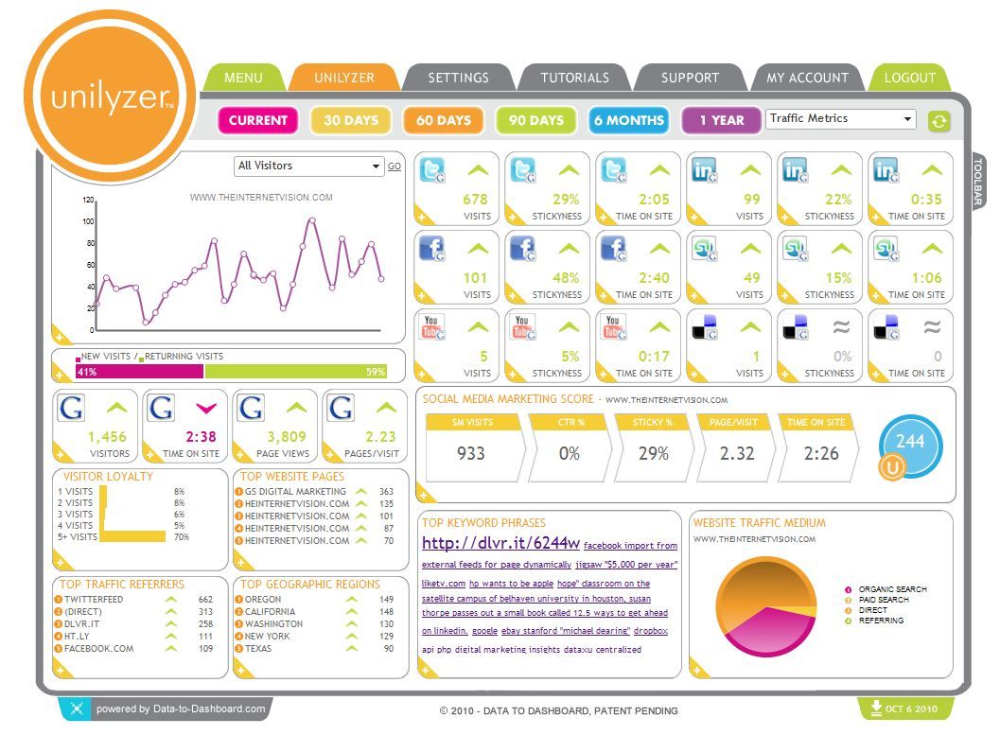 unilyzer™
MENU
UNILYZER
SETTINGS
TUTORIALS
SUPPORT
MY ACCOUNT
LOGOUT
CURRENT
30 DAYS
60 DAYS
90 DAYS
6 MONTHS
1 YEAR
Traffic Metrics
TOOLBAR
All Visitors
GO
WWW.THEINTERNETVISION.COM
120
100
80
60
40
20
0
NEW VISITS / RETURNING VISITS
41% 59%
678
VISITS
29%
STICKYNESS
2:05
TIME ON SITE
99
VISITS
22%
STICKYNESS
0:35
TIME ON SITE
101
VISITS
48%
STICKYNESS
2:40
TIME ON SITE
49
VISITS
15%
STICKYNESS
1:06
TIME ON SITE
You Tube
5
VISITS
You Tube
5%
STICKYNESS
You Tube
0:17
TIME ON SITE
1
VISITS
0%
STICKYNESS
0
TIME ON SITE
1,456
VISITORS
2:38
TIME ON SITE
3,809
PAGE VIEWS
2.23
PAGES/VISIT
SOCIAL MEDIA MARKETING SCORE - WWW.THEINTERNETVISION.COM
SM VISITS
933
CTR %
0%
STICKY %
29%
PAGE/VISIT
2.32
TIME ON SITE
2:26
244
U
VISITOR LOYALTY
1 VISITS 8%
2 VISITS 8%
3 VISITS 6%
4 VISITS 5%
5+ VISITS 70%
TOP WEBSITE PAGES
1 GS DIGITAL MARKETING 363
2 HEINTERNETVISION.COM 135
3 HEINTERNETVISION.COM 101
4 HEINTERNETVISION.COM 87
5 HEINTERNETVISION.COM 70
TOP TRAFFIC REFERRERS
1 TWITTERFEED 662
2 (DIRECT) 313
3 DLVR.IT 258
4 HT.LY 111
5 FACEBOOK.COM 109
TOP GEOGRAPHIC REGIONS
1 OREGON 149
2 CALIFORNIA 148
3 WASHINGTON 130
4 NEW YORK 129
5 TEXAS 90
TOP KEYWORD PHRASES
http://dlvr.it/6244w facebook import from
external feeds for page dynamically jigsaw "$5,000 per year"
liketv.com hp wants to be apple hope" classroom on the
satellite campus of belhaven university in houston, susan
thorpe passes out a small book called 12.5 ways to get ahead
on linkedin, google ebay stanford "michael dearing" dropbox
api php digital marketing insights dataxu centralized
WEBSITE TRAFFIC MEDIUM
WWW.THEINTERNETVISION.COM
1 ORGANIC SEARCH
2 PAID SEARCH
3 DIRECT
4 REFERRING
powered by Data-to-Dashboard.com
© 2010 - DATA TO DASHBOARD, PATENT PENDING
OCT 6 2010